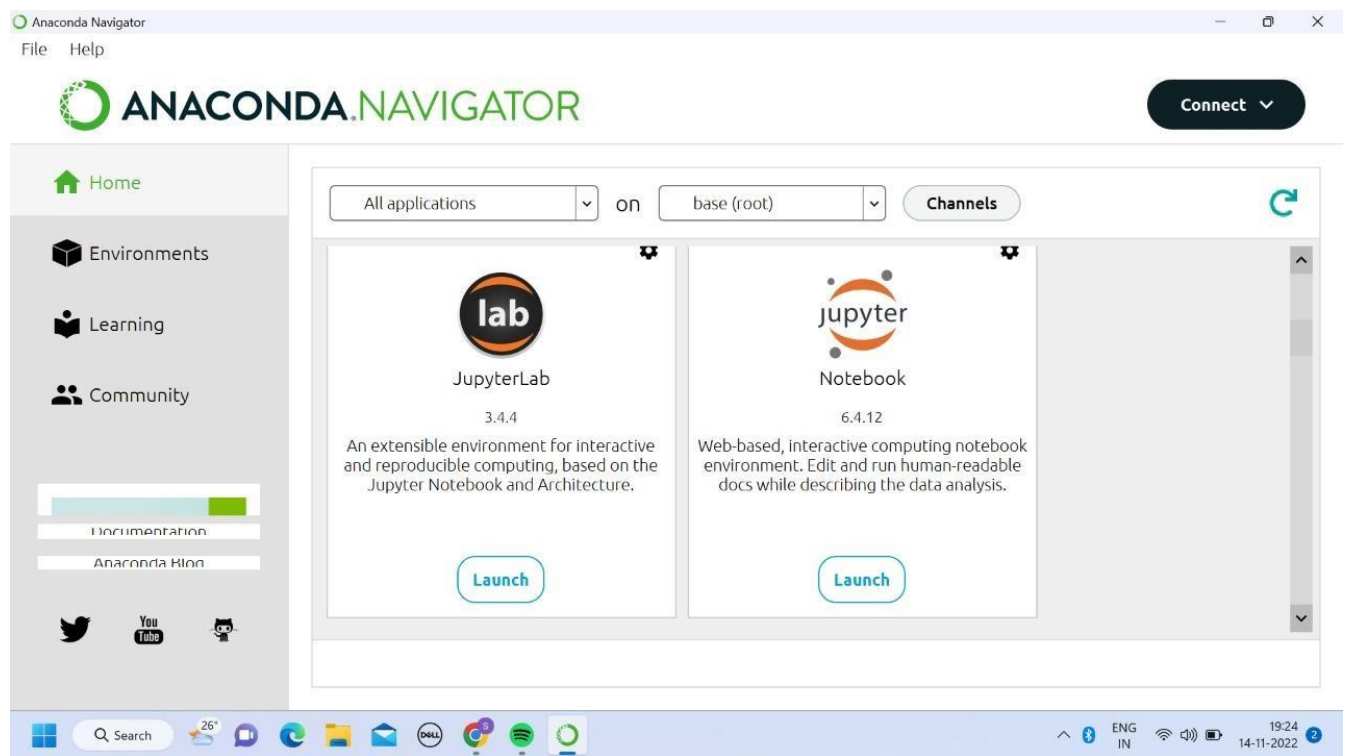 Anaconda Navigator
File Help
ANACONDA.NAVIGATOR
Connect
Home
Environments
Learning
Community
Documentation
Anaconda Blog
You
Tube
All applications on base (root) Channels
lab
JupyterLab
3.4.4
An extensible environment for interactive
and reproducible computing, based on the
Jupyter Notebook and Architecture.
Launch
jupyter
Notebook
6.4.12
Web-based, interactive computing notebook
environment. Edit and run human-readable
docs while describing the data analysis.
Launch
Search
26°
DELL
S
ENG
IN
19:24
14-11-2022
2